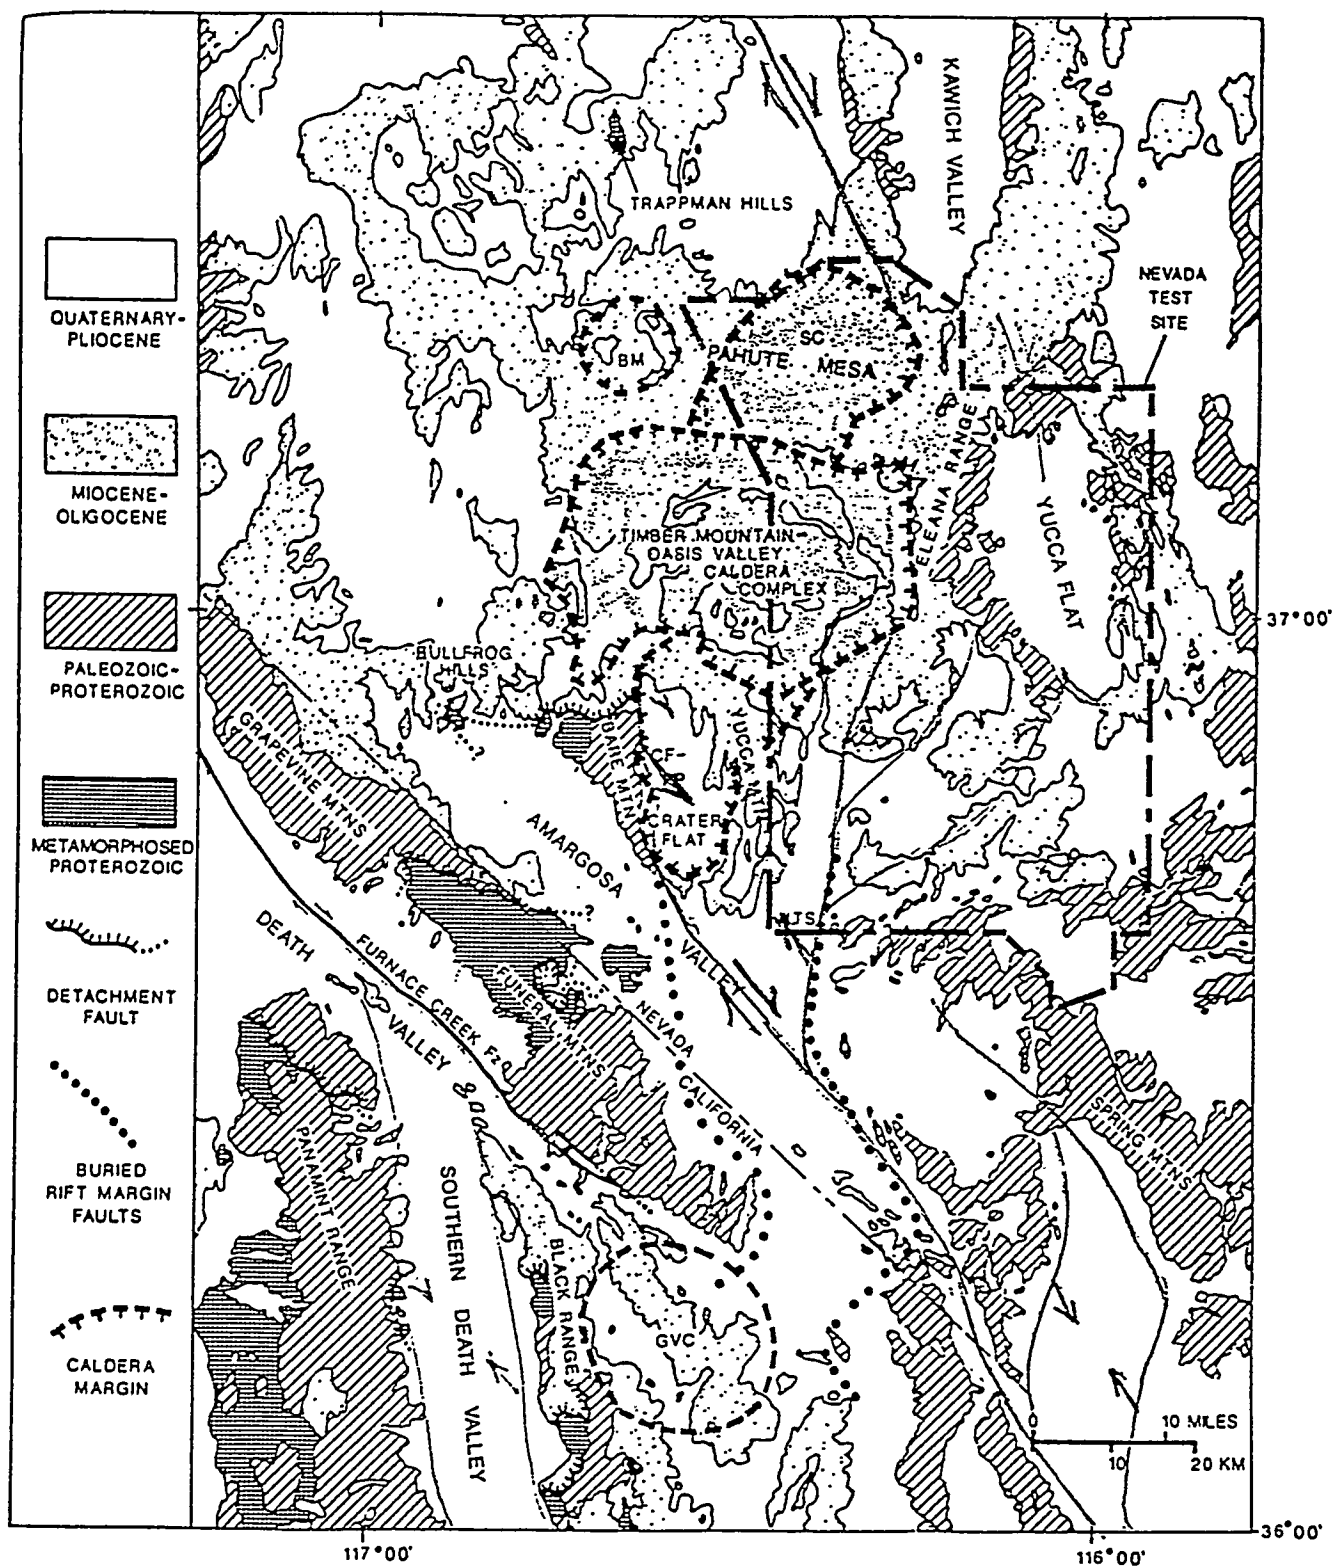 QUATERNARY-
PLIOCENE
MIOCENE-
OLIGOCENE
PALEOZOIC-
PROTEROZOIC
METAMORPHOSED
PROTEROZOIC
DETACHMENT
FAULT
BURIED
RIFT MARGIN
FAULTS
CALDERA
MARGIN
KAWICH VALLEY
TRAPPMAN HILLS
NEVADA
TEST
SITE
BM
PAHUTE
SC
MESA
ELEANA RANGE
YUCCA FLAT
TIMBER MOUNTAIN-
OASIS VALLEY
CALDERA
COMPLEX
37°00'
BULLFROG
HILLS
GRAPEVINE MTNS
BARE MTN
YUCCA MTN
CF-
CRATER
FLAT
?
AMARGOSA
VALLEY
?
N.T.S.
DEATH
VALLEY
FURNACE CREEK FZ
FUNERAL MTNS
NEVADA
CALIFORNIA
SPRING MTNS
PANAMINT RANGE
SOUTHERN DEATH VALLEY
BLACK RANGE
GVC
0
10 MILES
10
20 KM
36°00'
117°00'
116°00'